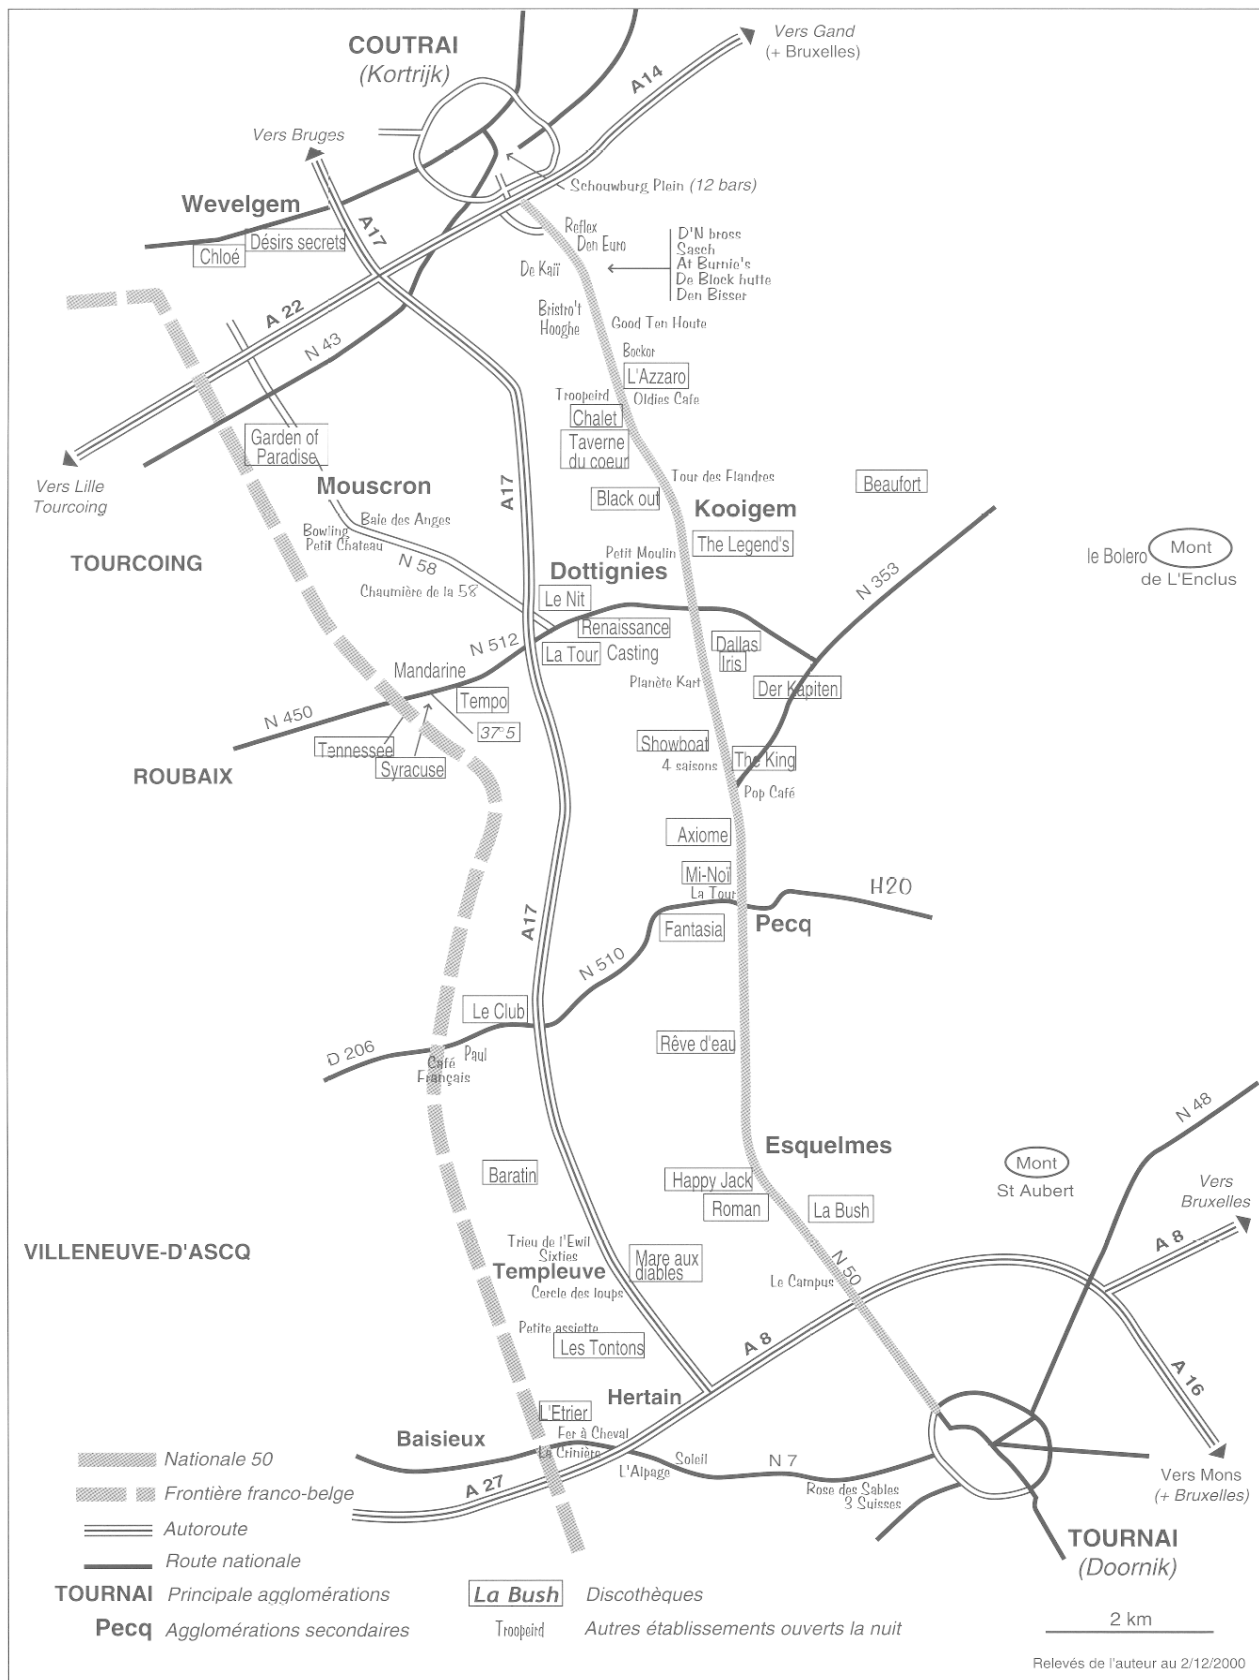 COUTRAI
(Kortrijk)
Vers Gand
(+ Bruxelles)
A14
Vers Bruges
Schouwburg Plein (12 bars)
Wevelgem
A17
Désirs secrets
Chloé
Reflex
Den Euro
D'N bross
Sasch
At Burnie's
De Block hutte
Den Bisser
De Kaiï
A 22
Bristro't
Hooghe
Good Ten Houte
N 43
Bockor
L'Azzaro
Troopeird
Oldies Cafe
Chalet
Garden of
Paradise
Taverne
du coeur
Vers Lille
Tourcoing
Mouscron
A17
Tour des Flandres
Black out
Beaufort
Kooigem
Baie des Anges
Bowling
Petit Chateau
The Legend's
TOURCOING
N 58
Petit Moulin
le Bolero
Mont
de L'Enclus
Dottignies
N 353
Chaumière de la 58
Le Nit
Renaissance
N 512
La Tour
Casting
Dallas
Iris
Mandarine
Planète Kart
Der Kapiten
Tempo
N 450
37°5
Tennessee
Showboat
The King
Syracuse
4 saisons
ROUBAIX
Pop Café
Axiome
Mi-Noï
La Tour
H20
A17
Fantasia
Pecq
N 510
Le Club
D 206
Paul
Café
Français
Rêve d'eau
N 48
Esquelmes
Baratin
Happy Jack
Mont
St Aubert
Roman
La Bush
Vers
Bruxelles
VILLENEUVE-D'ASCQ
Trieu de l'Ewil
Sixties
Mare aux
diables
Templeuve
N 50
A 8
Le Campus
Cercle des loups
Petite assiette
Les Tontons
A 8
A 16
Hertain
L'Etrier
Baisieux
Fer à Cheval
La Crinière
Soleil
L'Alpage
N 7
A 27
Rose des Sables
3 Suisses
Vers Mons
(+ Bruxelles)
TOURNAI
(Doornik)
Nationale 50
Frontière franco-belge
Autoroute
Route nationale
TOURNAI Principale agglomérations
La Bush Discothèques
Pecq Agglomérations secondaires
Troopeird Autres établissements ouverts la nuit
2 km
Relevés de l'auteur au 2/12/2000